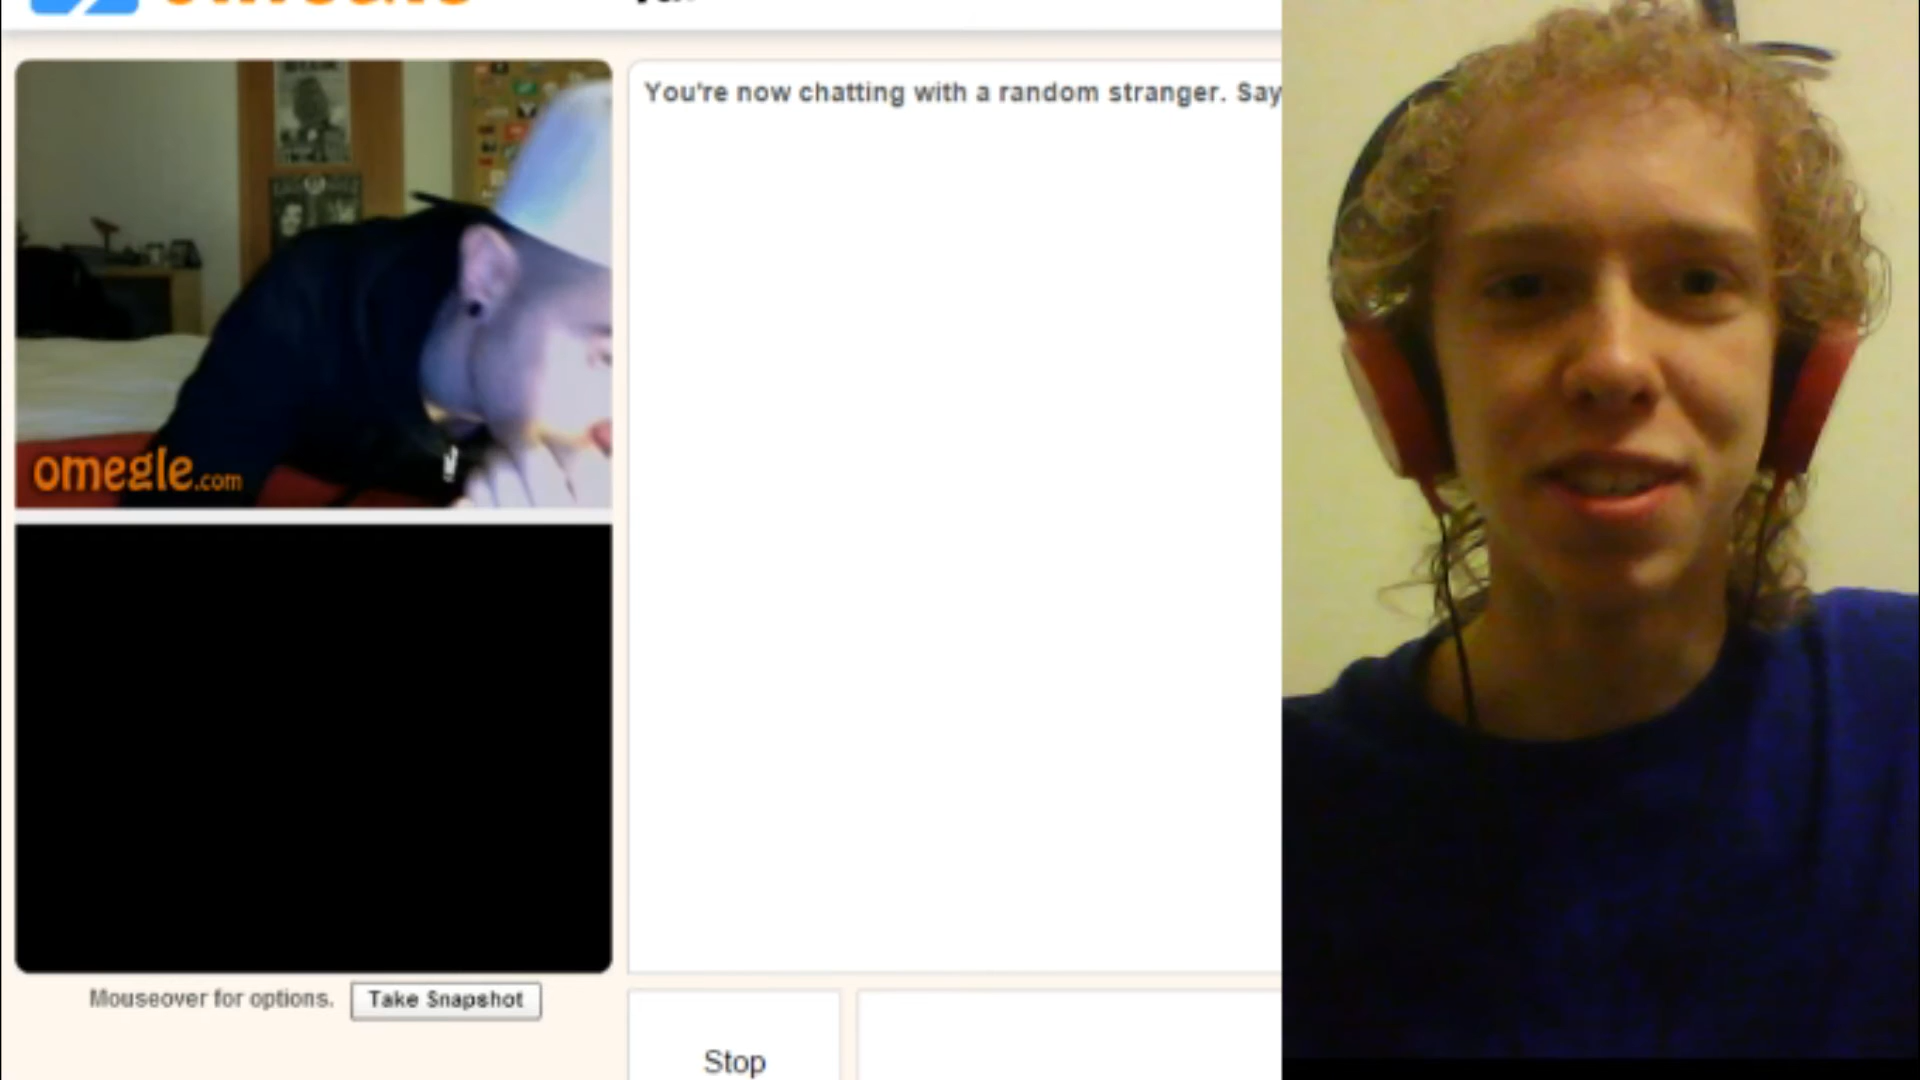 You're now chatting with a random stranger. Say
omegle.com
Mouseover for options. Take Snapshot
Stop